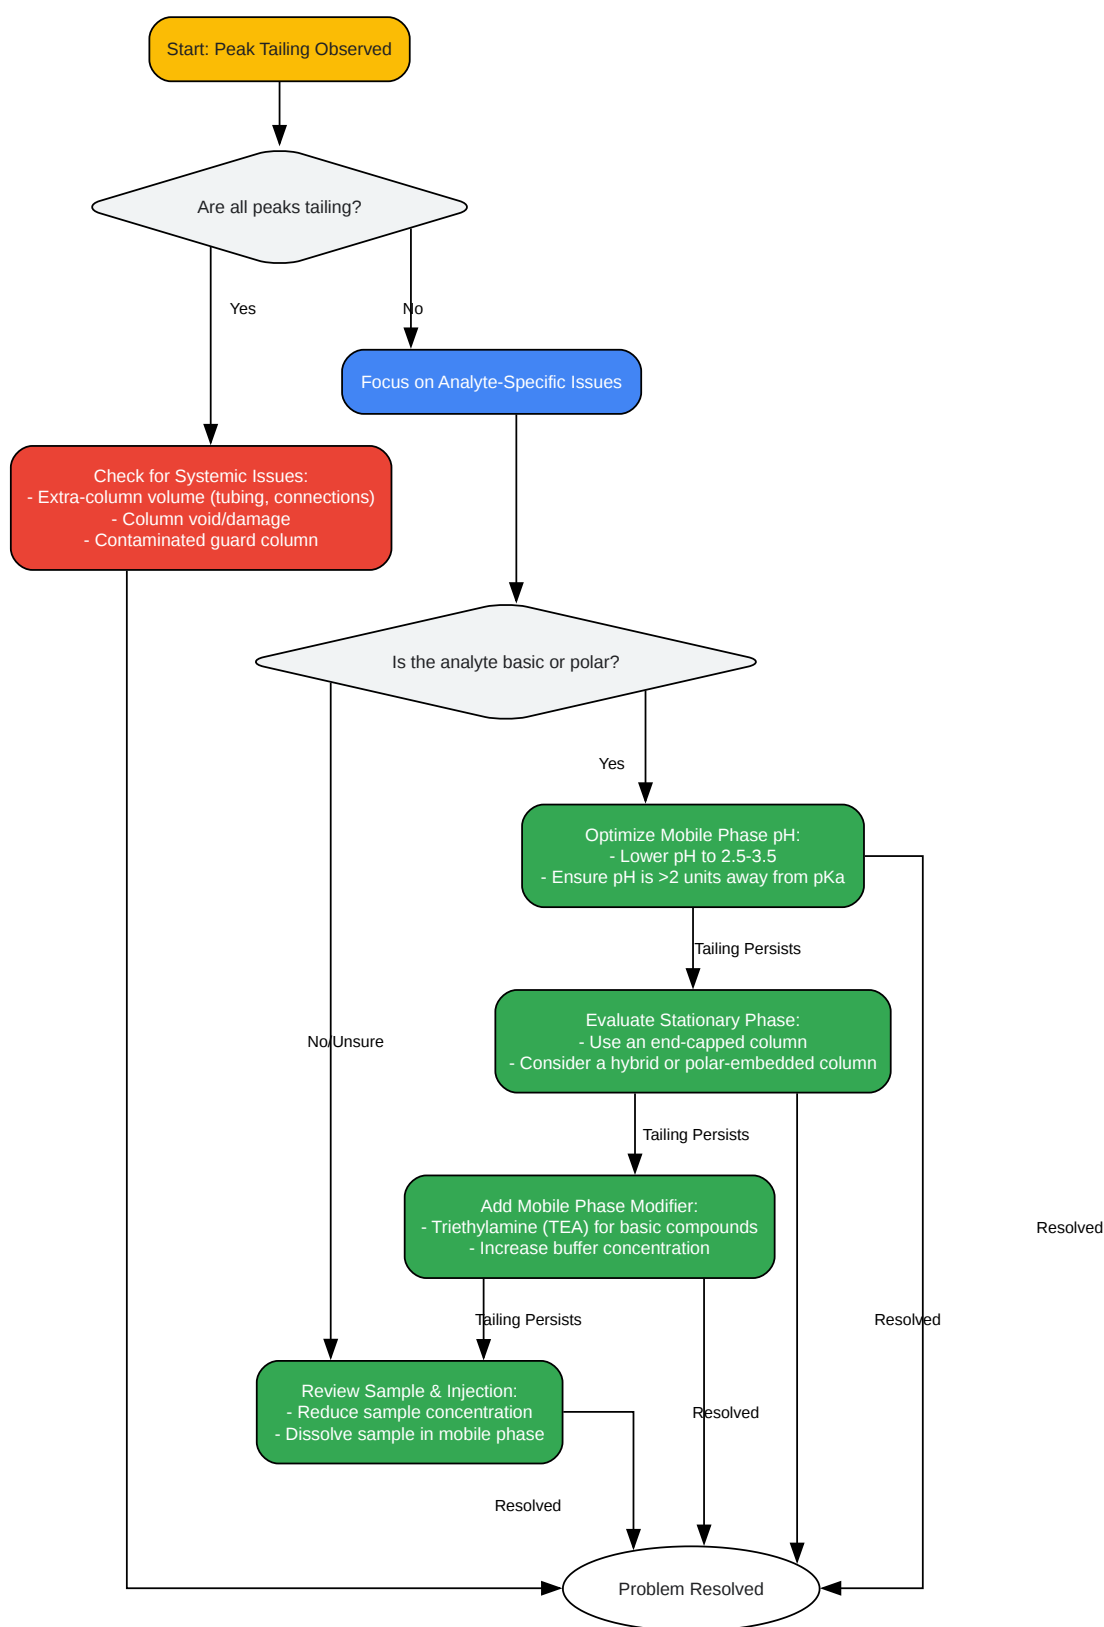 Start: Peak Tailing Observed
Are all peaks tailing?
Yes
No
Focus on Analyte-Specific Issues
Check for Systemic Issues:
- Extra-column volume (tubing, connections)
- Column void/damage
- Contaminated guard column
Is the analyte basic or polar?
Yes
Optimize Mobile Phase pH:
- Lower pH to 2.5-3.5
- Ensure pH is >2 units away from pKa
Tailing Persists
Evaluate Stationary Phase:
- Use an end-capped column
- Consider a hybrid or polar-embedded column
No/Unsure
Tailing Persists
Add Mobile Phase Modifier:
- Triethylamine (TEA) for basic compounds
- Increase buffer concentration
Resolved
Tailing Persists
Resolved
Review Sample & Injection:
- Reduce sample concentration
- Dissolve sample in mobile phase
Resolved
Resolved
Problem Resolved